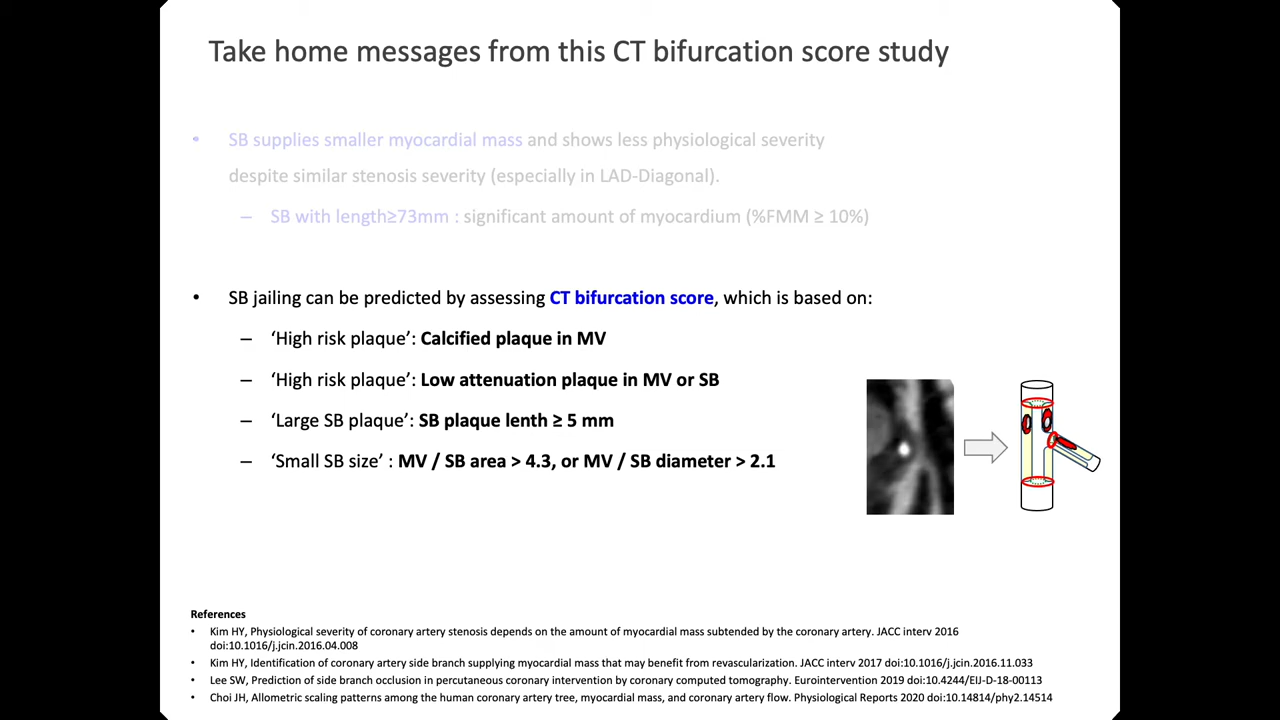 Take home messages from this CT bifurcation score study
• SB supplies smaller myocardial mass and shows less physiological severity
despite similar stenosis severity (especially in LAD-Diagonal).
– SB with length≥73mm : significant amount of myocardium (%FMM ≥ 10%)
• SB jailing can be predicted by assessing CT bifurcation score, which is based on:
– ‘High risk plaque’: Calcified plaque in MV
– ‘High risk plaque’: Low attenuation plaque in MV or SB
– ‘Large SB plaque’: SB plaque lenth ≥ 5 mm
– ‘Small SB size’ : MV / SB area > 4.3, or MV / SB diameter > 2.1
References
• Kim HY, Physiological severity of coronary artery stenosis depends on the amount of myocardial mass subtended by the coronary artery. JACC interv 2016
doi:10.1016/j.jcin.2016.04.008
• Kim HY, Identification of coronary artery side branch supplying myocardial mass that may benefit from revascularization. JACC interv 2017 doi:10.1016/j.jcin.2016.11.033
• Lee SW, Prediction of side branch occlusion in percutaneous coronary intervention by coronary computed tomography. Eurointervention 2019 doi:10.4244/EIJ-D-18-00113
• Choi JH, Allometric scaling patterns among the human coronary artery tree, myocardial mass, and coronary artery flow. Physiological Reports 2020 doi:10.14814/phy2.14514